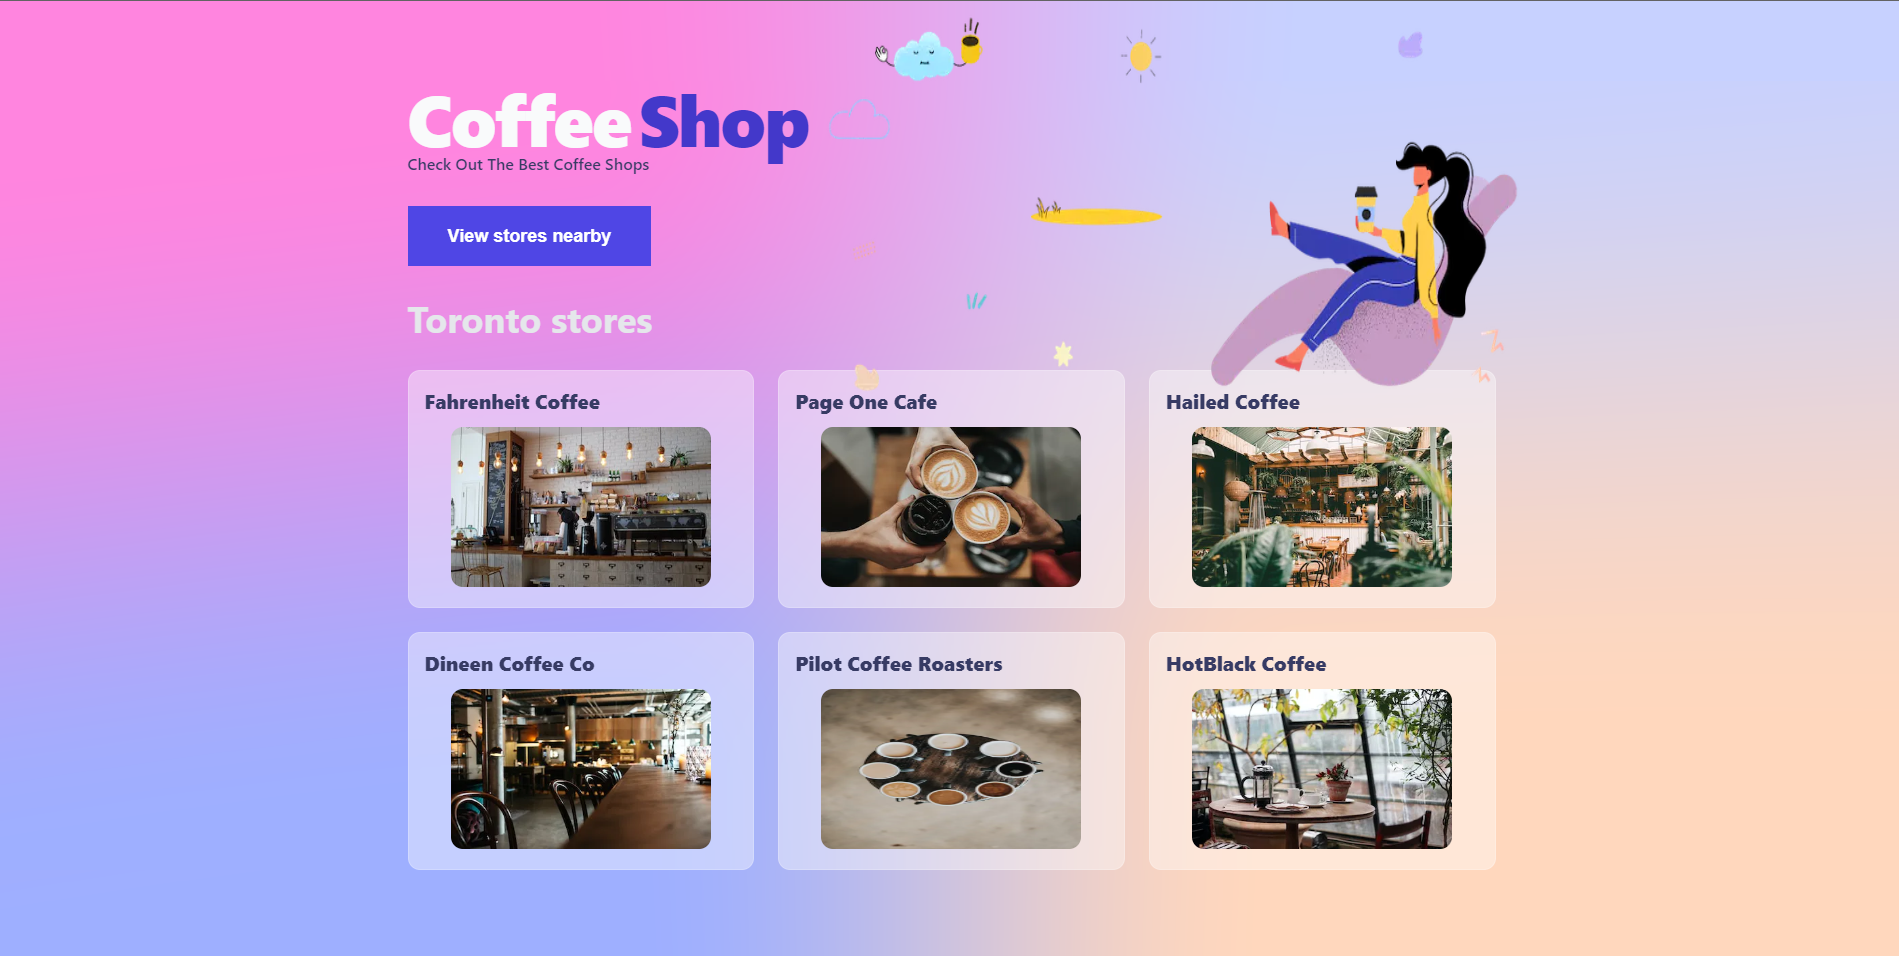 Coffee Shop
Check Out The Best Coffee Shops
View stores nearby
Toronto stores
Fahrenheit Coffee
Page One Cafe
Hailed Coffee
Dineen Coffee Co
Pilot Coffee Roasters
HotBlack Coffee